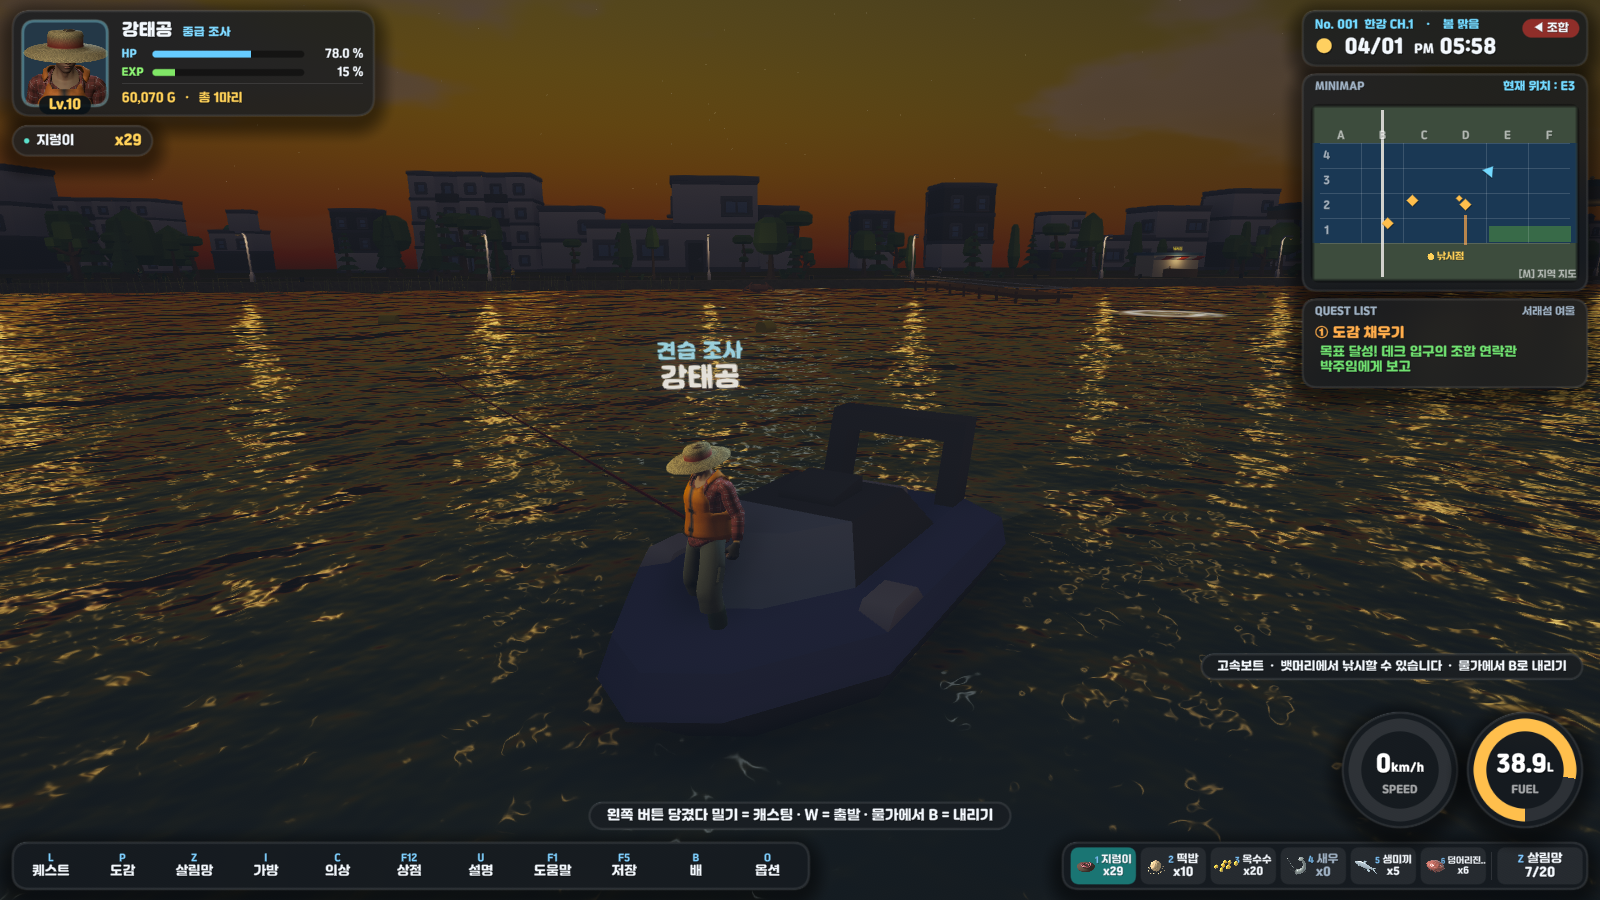 강태공 중급 조사
HP 78.0 %
EXP 15 %
Lv.10
60,070 G · 총 1마리
지렁이 x29
No. 001 한강 CH.1 · 봄 맑음
◀ 조합
04/01 PM 05:58
MINIMAP 현재 위치 : E3
A B C D E F
4
3
2
1
낚시점
[M] 지역 지도
QUEST LIST 서래섬 여울
① 도감 채우기
목표 달성! 데크 입구의 조합 연락관
박주임에게 보고
견습 조사
강태공
고속보트 · 뱃머리에서 낚시할 수 있습니다 · 물가에서 B로 내리기
0km/h
SPEED
38.9L
FUEL
왼쪽 버튼 당겼다 밀기 = 캐스팅 · W = 출발 · 물가에서 B = 내리기
L P Z I C F12 U F1 F5 B O
퀘스트 도감 살림망 가방 의상 상점 설명 도움말 저장 배 옵션
1 지렁이 x29
2 떡밥 x10
3 옥수수 x20
4 새우 x0
5 생미끼 x5
6 덩어리진.. x6
Z 살림망
7/20